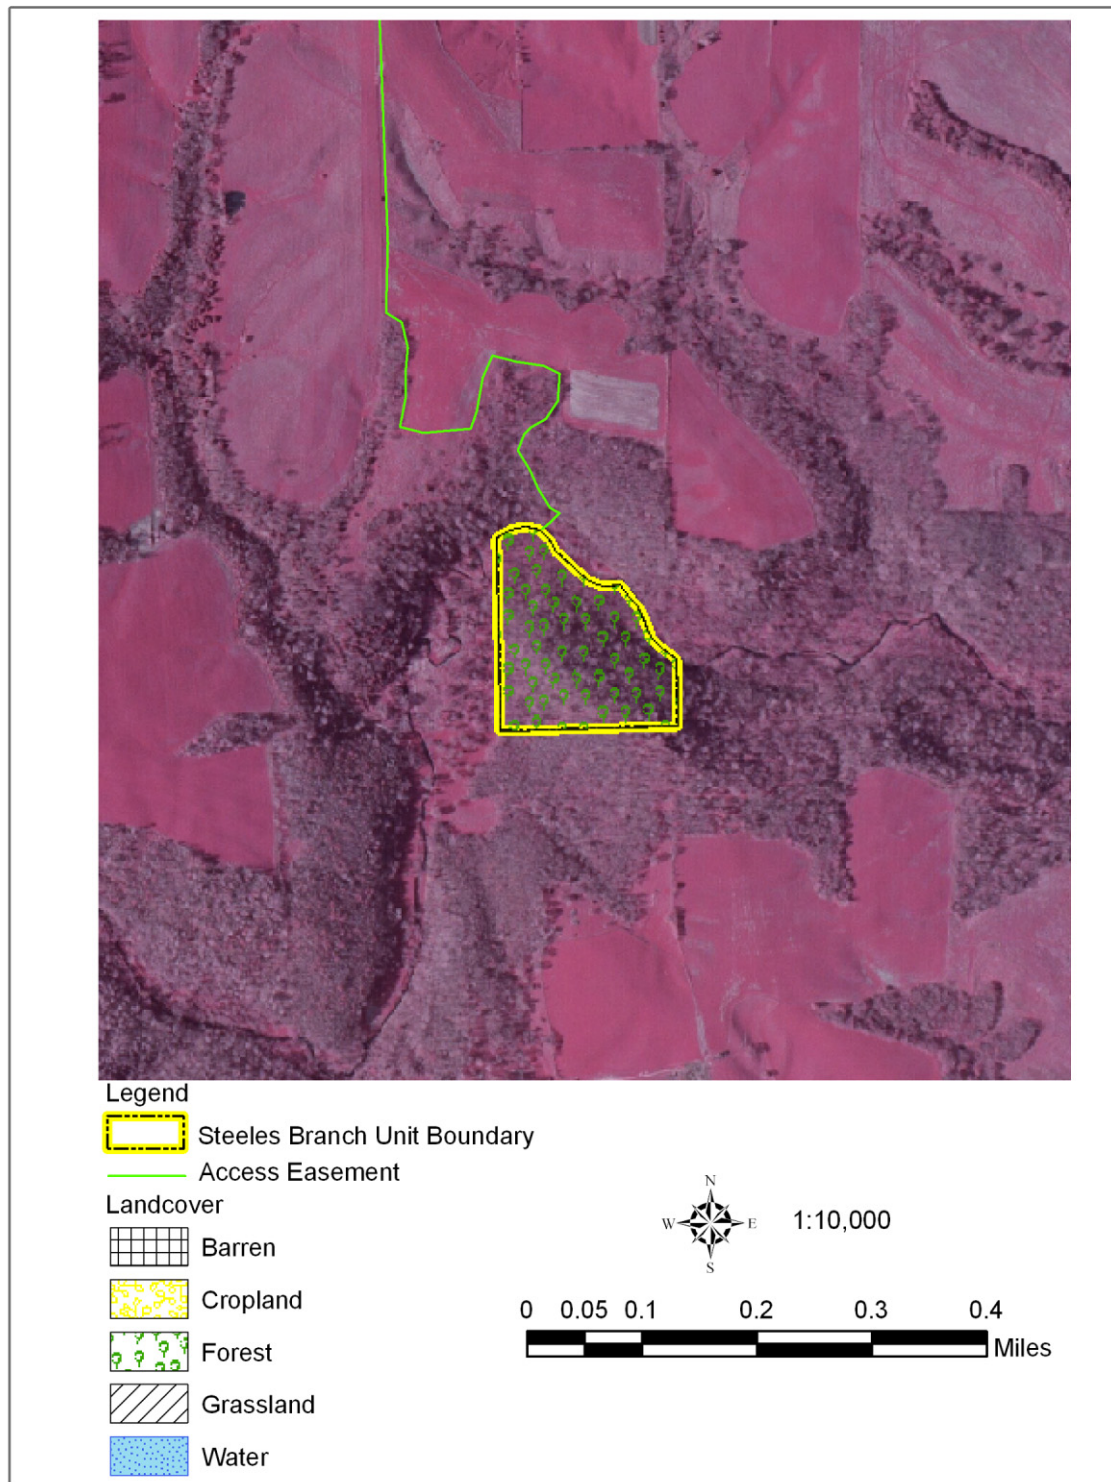 Legend
Steeles Branch Unit Boundary
Access Easement
Landcover
Barren
Cropland
Forest
Grassland
Water
N
W E
S
1:10,000
0 0.05 0.1 0.2 0.3 0.4
Miles